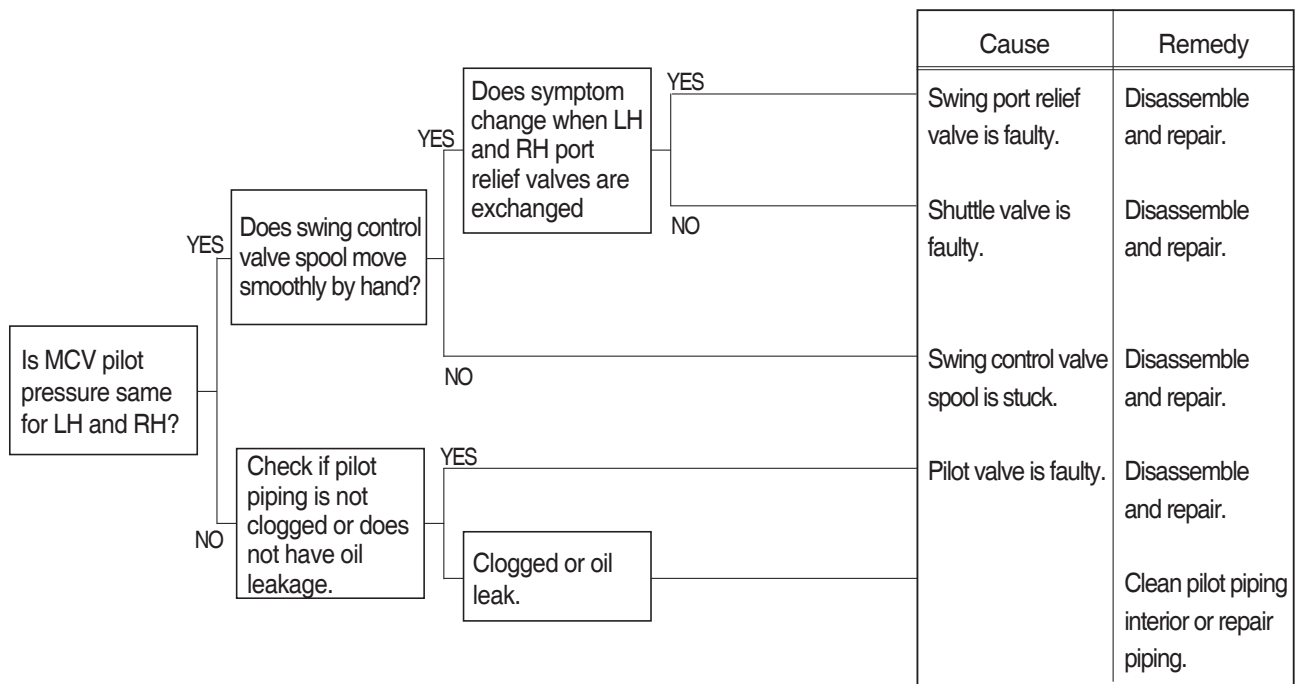 Cause
Remedy
YES
Does symptom
change when LH
and RH port
relief valves are
exchanged
Swing port relief
valve is faulty.
Disassemble
and repair.
YES
NO
Shuttle valve is
faulty.
Disassemble
and repair.
YES
Does swing control
valve spool move
smoothly by hand?
NO
Swing control valve
spool is stuck.
Disassemble
and repair.
Is MCV pilot
pressure same
for LH and RH?
NO
Check if pilot
piping is not
clogged or does
not have oil
leakage.
YES
Pilot valve is faulty.
Disassemble
and repair.
Clogged or oil
leak.
Clean pilot piping
interior or repair
piping.